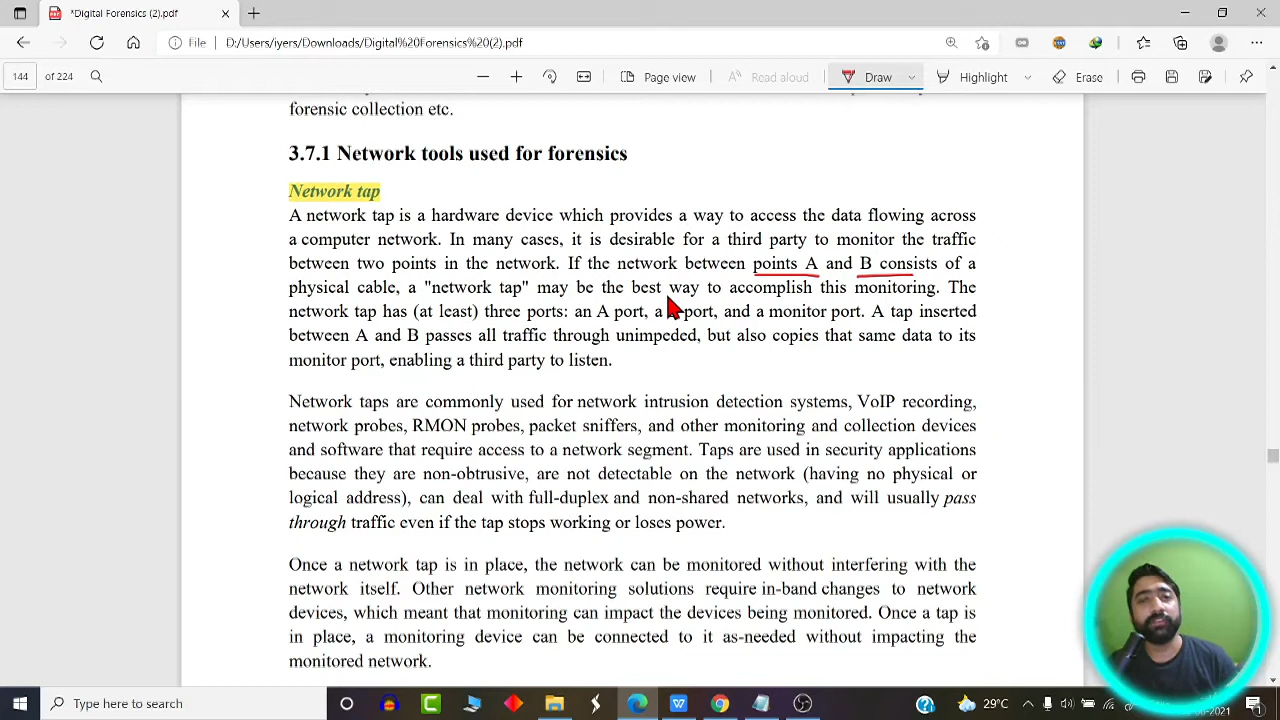 *Digital Forensics (2).pdf
File
D:/Users/iyers/Downloads/Digital%20Forensics%20(2).pdf
144 of 224
Page view
Read aloud
Draw
Highlight
Erase
forensic collection etc.
3.7.1 Network tools used for forensics
Network tap
A network tap is a hardware device which provides a way to access the data flowing across
a computer network. In many cases, it is desirable for a third party to monitor the traffic
between two points in the network. If the network between points A and B consists of a
physical cable, a "network tap" may be the best way to accomplish this monitoring. The
network tap has (at least) three ports: an A port, a port, and a monitor port. A tap inserted
between A and B passes all traffic through unimpeded, but also copies that same data to its
monitor port, enabling a third party to listen.
Network taps are commonly used for network intrusion detection systems, VoIP recording,
network probes, RMON probes, packet sniffers, and other monitoring and collection devices
and software that require access to a network segment. Taps are used in security applications
because they are non-obtrusive, are not detectable on the network (having no physical or
logical address), can deal with full-duplex and non-shared networks, and will usually pass
through traffic even if the tap stops working or loses power.
Once a network tap is in place, the network can be monitored without interfering with the
network itself. Other network monitoring solutions require in-band changes to network
devices, which meant that monitoring can impact the devices being monitored. Once a tap is
in place, a monitoring device can be connected to it as-needed without impacting the
monitored network.
Type here to search
29°C